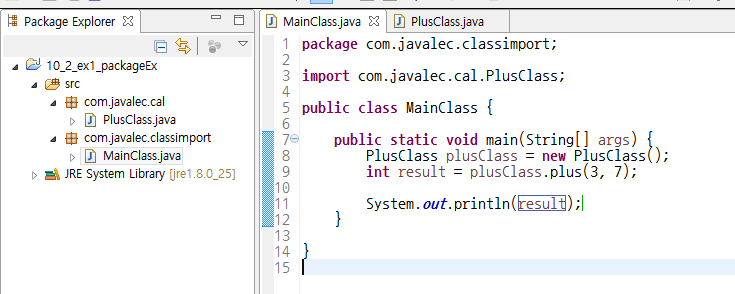 Package Explorer
10_2_ex1_packageEx
src
com.javalec.cal
PlusClass.java
com.javalec.classimport
MainClass.java
JRE System Library [jre1.8.0_25]
MainClass.java
PlusClass.java
1 package com.javalec.classimport;
2
3 import com.javalec.cal.PlusClass;
4
5 public class MainClass {
6
7 public static void main(String[] args) {
8 PlusClass plusClass = new PlusClass();
9 int result = plusClass.plus(3, 7);
10
11 System.out.println(result);
12 }
13
14 }
15